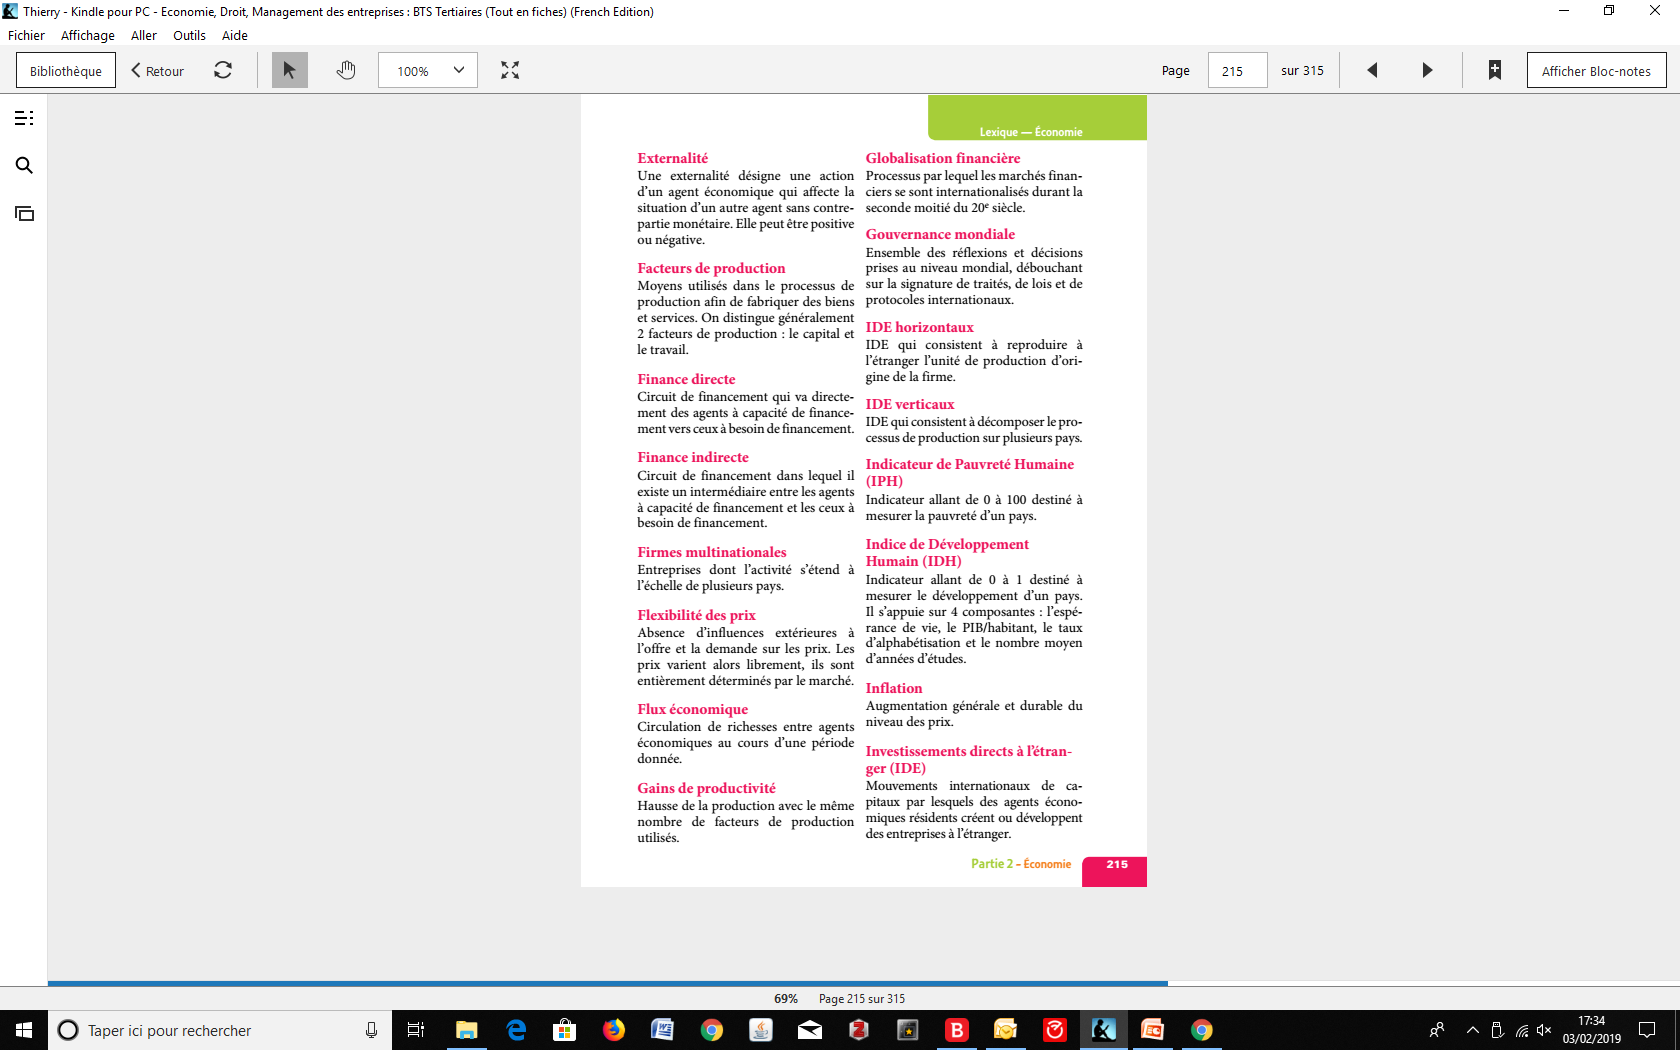 Thierry - Kindle pour PC - Economie, Droit, Management des entreprises : BTS Tertiaires (Tout en fiches) (French Edition)
Fichier Affichage Aller Outils Aide
Bibliothèque Retour 100% Page 215 sur 315 Afficher Bloc-notes
Lexique — Économie
Externalité
Une externalité désigne une action
d’un agent économique qui affecte la
situation d’un autre agent sans contre-
partie monétaire. Elle peut être positive
ou négative.
Facteurs de production
Moyens utilisés dans le processus de
production afin de fabriquer des biens
et services. On distingue généralement
2 facteurs de production : le capital et
le travail.
Finance directe
Circuit de financement qui va directe-
ment des agents à capacité de finance-
ment vers ceux à besoin de financement.
Finance indirecte
Circuit de financement dans lequel il
existe un intermédiaire entre les agents
à capacité de financement et les ceux à
besoin de financement.
Firmes multinationales
Entreprises dont l’activité s’étend à
l’échelle de plusieurs pays.
Flexibilité des prix
Absence d’influences extérieures à
l’offre et la demande sur les prix. Les
prix varient alors librement, ils sont
entièrement déterminés par le marché.
Flux économique
Circulation de richesses entre agents
économiques au cours d’une période
donnée.
Gains de productivité
Hausse de la production avec le même
nombre de facteurs de production
utilisés.
Globalisation financière
Processus par lequel les marchés finan-
ciers se sont internationalisés durant la
seconde moitié du 20e siècle.
Gouvernance mondiale
Ensemble des réflexions et décisions
prises au niveau mondial, débouchant
sur la signature de traités, de lois et de
protocoles internationaux.
IDE horizontaux
IDE qui consistent à reproduire à
l’étranger l’unité de production d’ori-
gine de la firme.
IDE verticaux
IDE qui consistent à décomposer le pro-
cessus de production sur plusieurs pays.
Indicateur de Pauvreté Humaine
(IPH)
Indicateur allant de 0 à 100 destiné à
mesurer la pauvreté d’un pays.
Indice de Développement
Humain (IDH)
Indicateur allant de 0 à 1 destiné à
mesurer le développement d’un pays.
Il s’appuie sur 4 composantes : l’espé-
rance de vie, le PIB/habitant, le taux
d’alphabétisation et le nombre moyen
d’années d’études.
Inflation
Augmentation générale et durable du
niveau des prix.
Investissements directs à l’étran-
ger (IDE)
Mouvements internationaux de ca-
pitaux par lesquels des agents écono-
miques résidents créent ou développent
des entreprises à l’étranger.
Partie 2 – Économie 215
69% Page 215 sur 315
Taper ici pour rechercher
17:34
03/02/2019